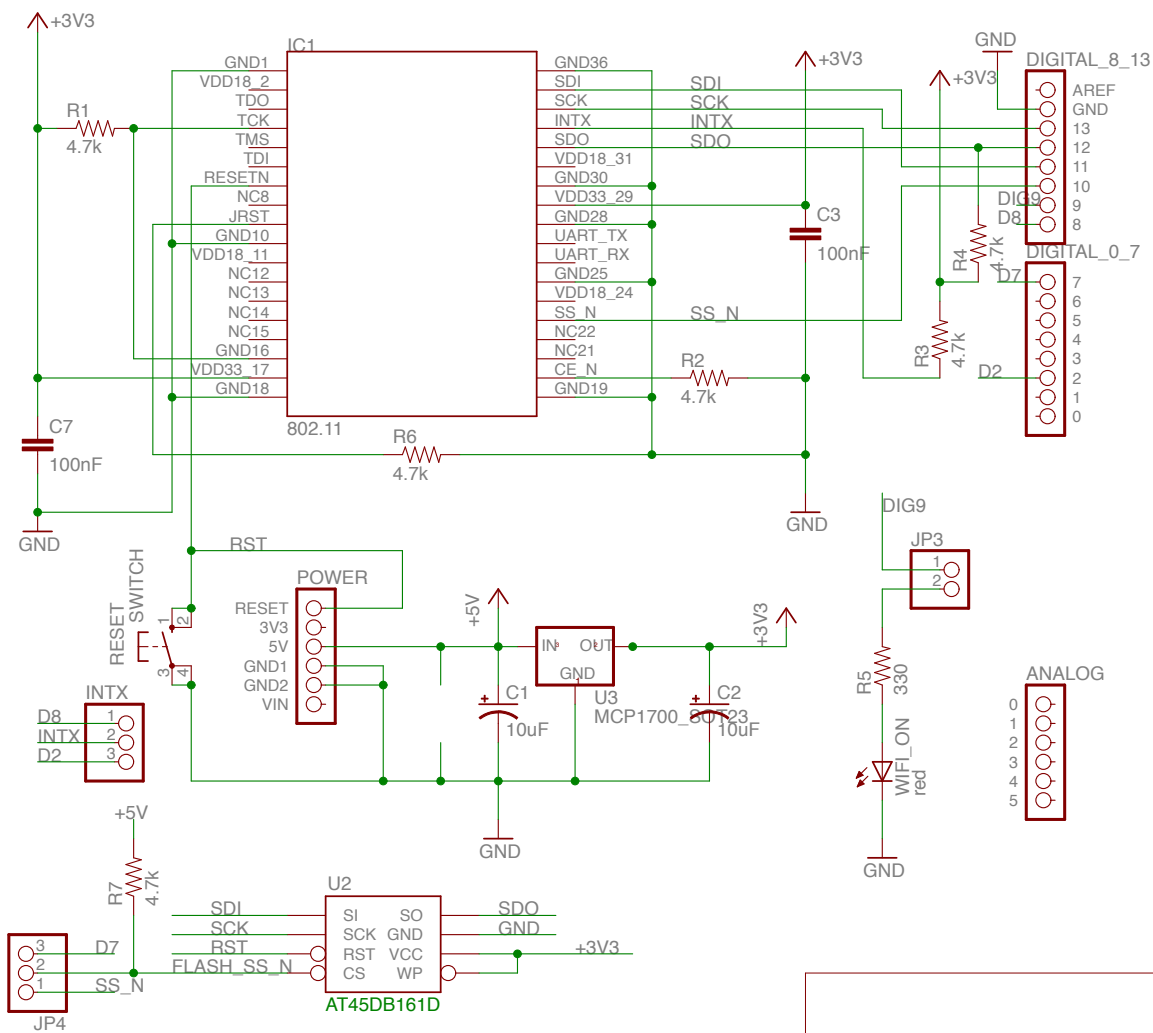 +3V3
R1
4.7k
IC1
GND1
VDD18_2
TDO
TCK
TMS
TDI
RESETN
NC8
JRST
GND10
VDD18_11
NC12
NC13
NC14
NC15
GND16
VDD33_17
GND18
GND36
SDI
SCK
INTX
SDO
VDD18_31
GND30
VDD33_29
GND28
UART_TX
UART_RX
GND25
VDD18_24
SS_N
NC22
NC21
CE_N
GND19
802.11
SDI
SCK
INTX
SDO
SS_N
R2
4.7k
R6
4.7k
C7
100nF
GND
+3V3
C3
100nF
GND
+3V3
R4
4.7k
R3
4.7k
GND
DIGITAL_8_13
AREF
GND
13
12
11
10
9
8
DIG9
D8
DIGITAL_0_7
D7
7
6
5
4
3
2
1
0
D2
RST
RESET
SWITCH
1
2
3
4
POWER
RESET
3V3
5V
GND1
GND2
VIN
+5V
IN
OUT
GND
1
U3
MCP1700_SOT23
+3V3
C1
10uF
C2
10uF
GND
INTX
D8
1
INTX
2
D2
3
DIG9
JP3
1
2
R5
330
WIFI_ON
red
GND
ANALOG
0
1
2
3
4
5
+5V
R7
4.7k
U2
SDI
SCK
RST
FLASH_SS_N
SI
SCK
RST
CS
SO
GND
VCC
WP
SDO
GND
+3V3
AT45DB161D
3
D7
2
1
SS_N
JP4